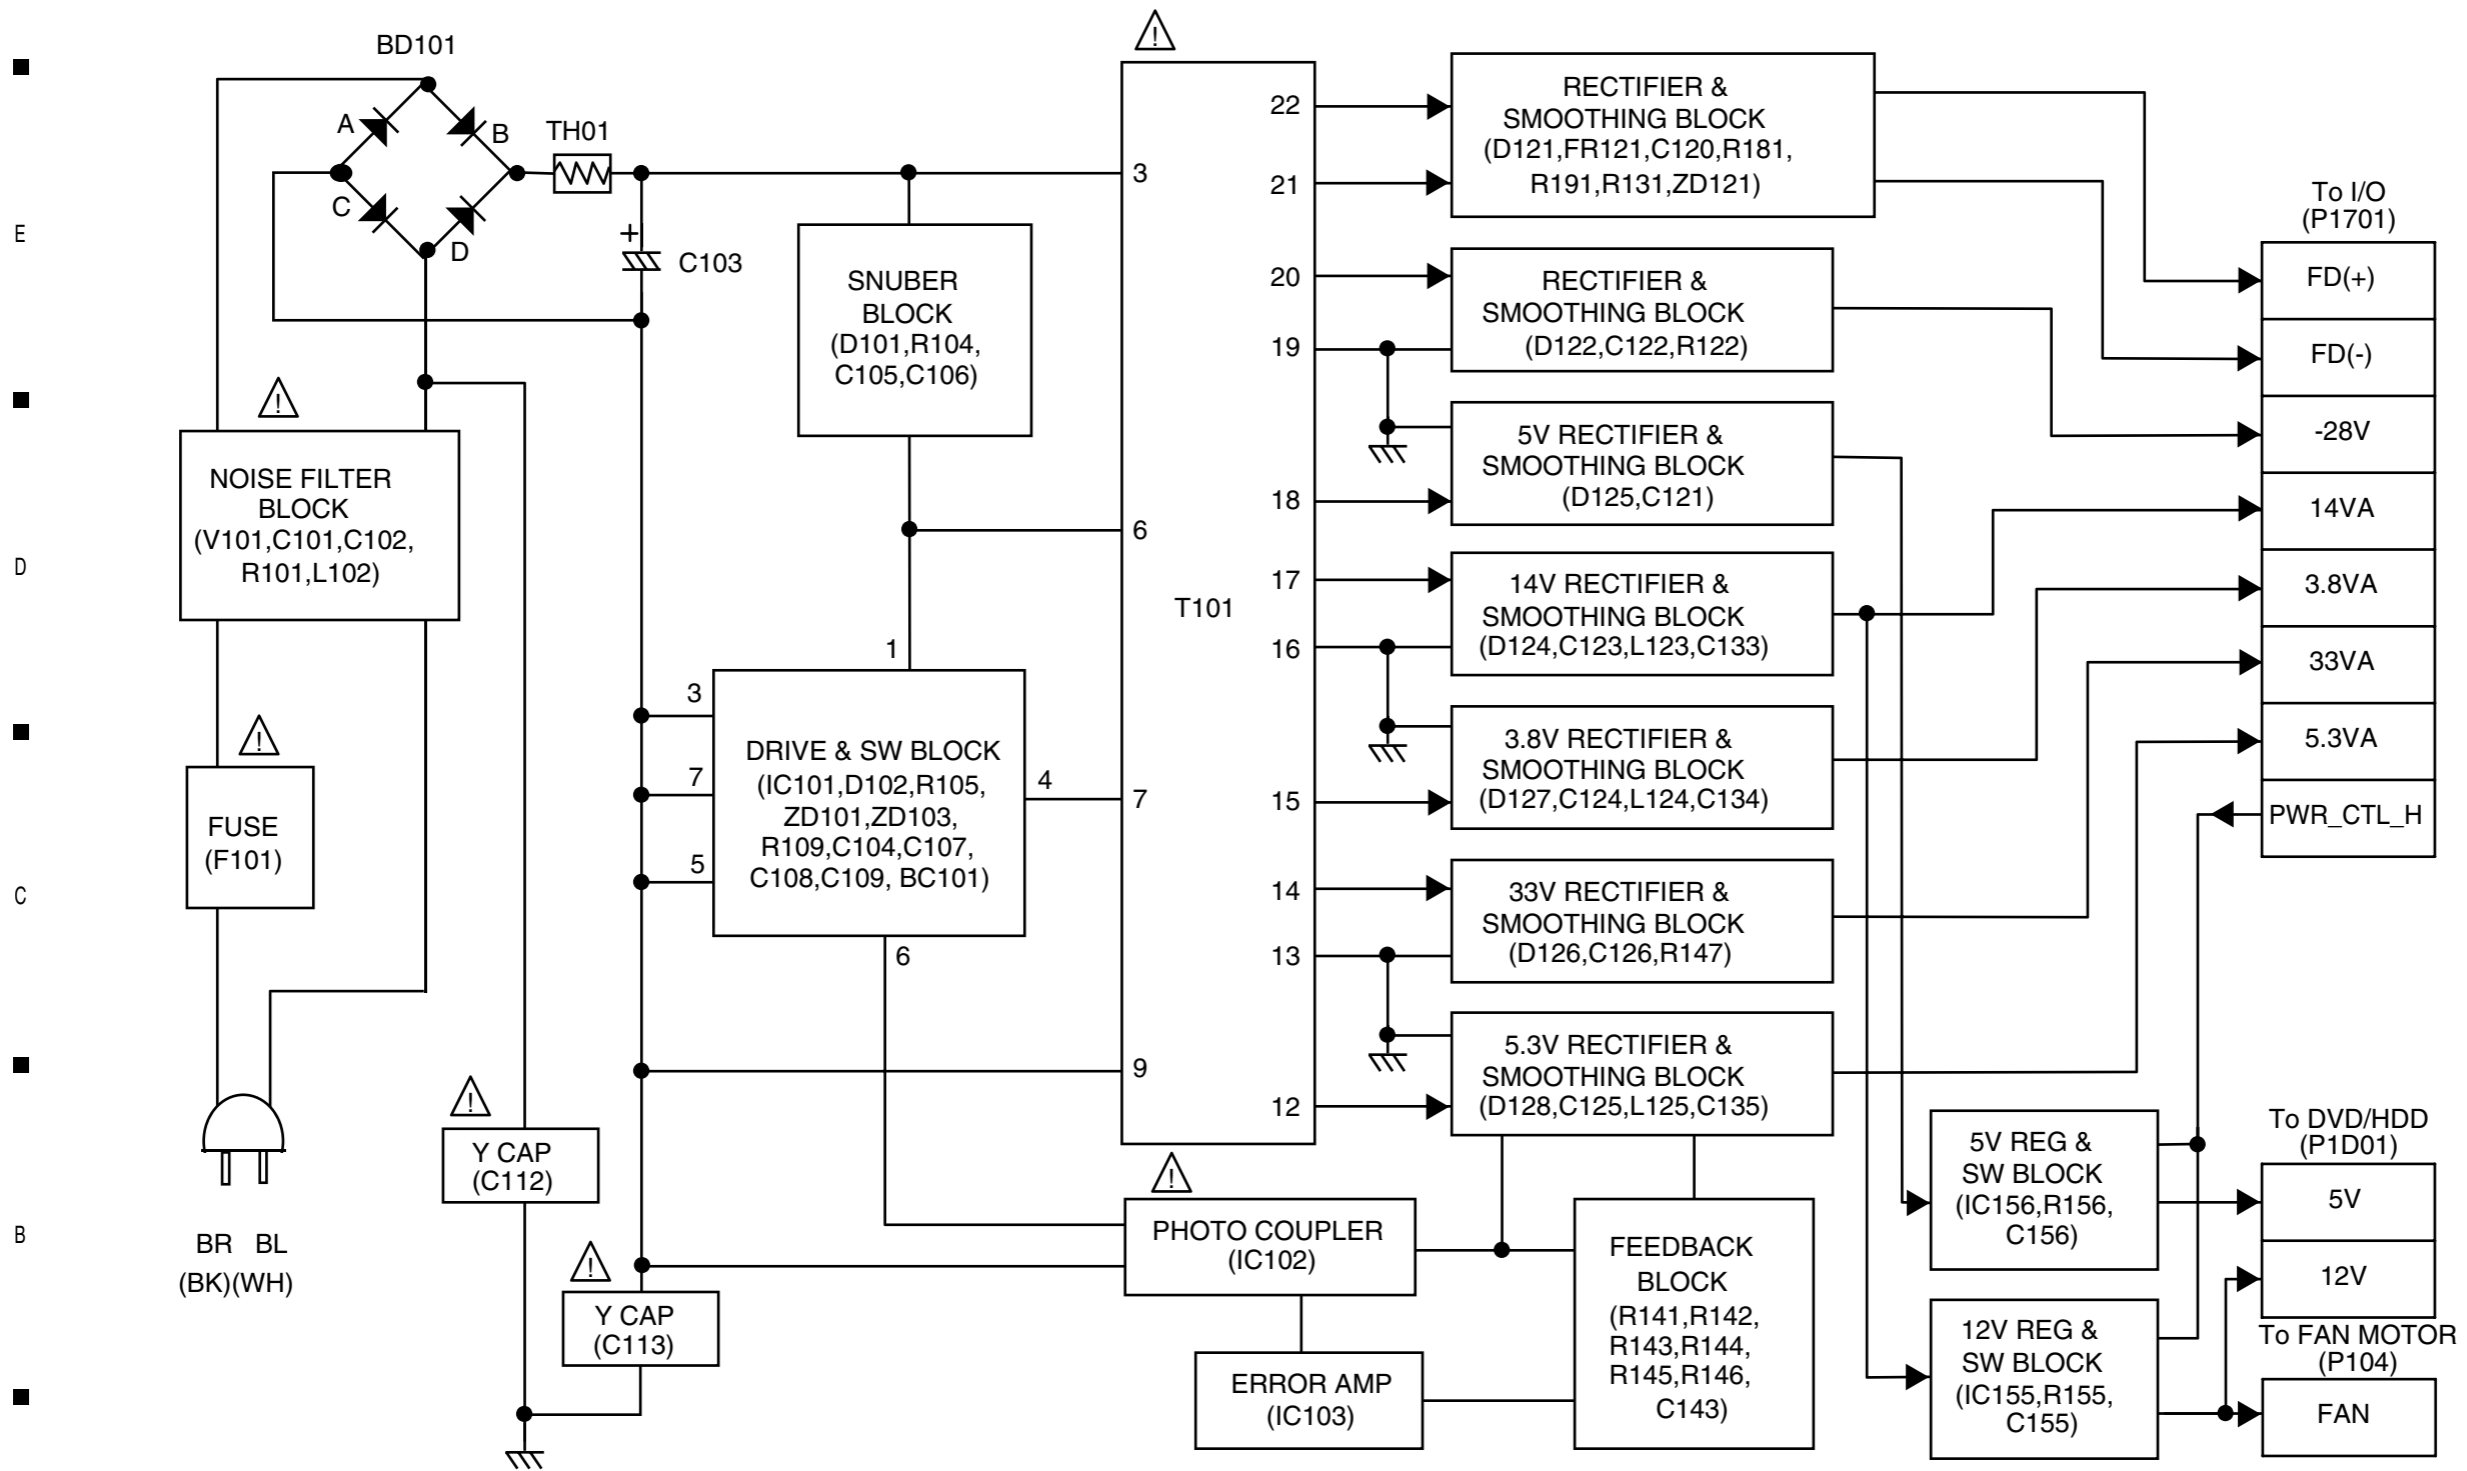 BD101
A
B
TH01
C
D
+
C103
E
D
C
B
NOISE FILTER
BLOCK
(V101,C101,C102,
R101,L102)
FUSE
(F101)
BR BL
(BK)(WH)
Y CAP
(C112)
Y CAP
(C113)
SNUBER
BLOCK
(D101,R104,
C105,C106)
1
3
7
5
4
6
DRIVE & SW BLOCK
(IC101,D102,R105,
ZD101,ZD103,
R109,C104,C107,
C108,C109, BC101)
!
!
!
!
!
!
3
6
7
9
T101
22
21
20
19
18
17
16
15
14
13
12
RECTIFIER &
SMOOTHING BLOCK
(D121,FR121,C120,R181,
R191,R131,ZD121)
RECTIFIER &
SMOOTHING BLOCK
(D122,C122,R122)
5V RECTIFIER &
SMOOTHING BLOCK
(D125,C121)
14V RECTIFIER &
SMOOTHING BLOCK
(D124,C123,L123,C133)
3.8V RECTIFIER &
SMOOTHING BLOCK
(D127,C124,L124,C134)
33V RECTIFIER &
SMOOTHING BLOCK
(D126,C126,R147)
5.3V RECTIFIER &
SMOOTHING BLOCK
(D128,C125,L125,C135)
PHOTO COUPLER
(IC102)
ERROR AMP
(IC103)
FEEDBACK
BLOCK
(R141,R142,
R143,R144,
R145,R146,
C143)
5V REG &
SW BLOCK
(IC156,R156,
C156)
12V REG &
SW BLOCK
(IC155,R155,
C155)
To I/O
(P1701)
FD(+)
FD(-)
-28V
14VA
3.8VA
33VA
5.3VA
PWR_CTL_H
To DVD/HDD
(P1D01)
5V
12V
To FAN MOTOR
(P104)
FAN